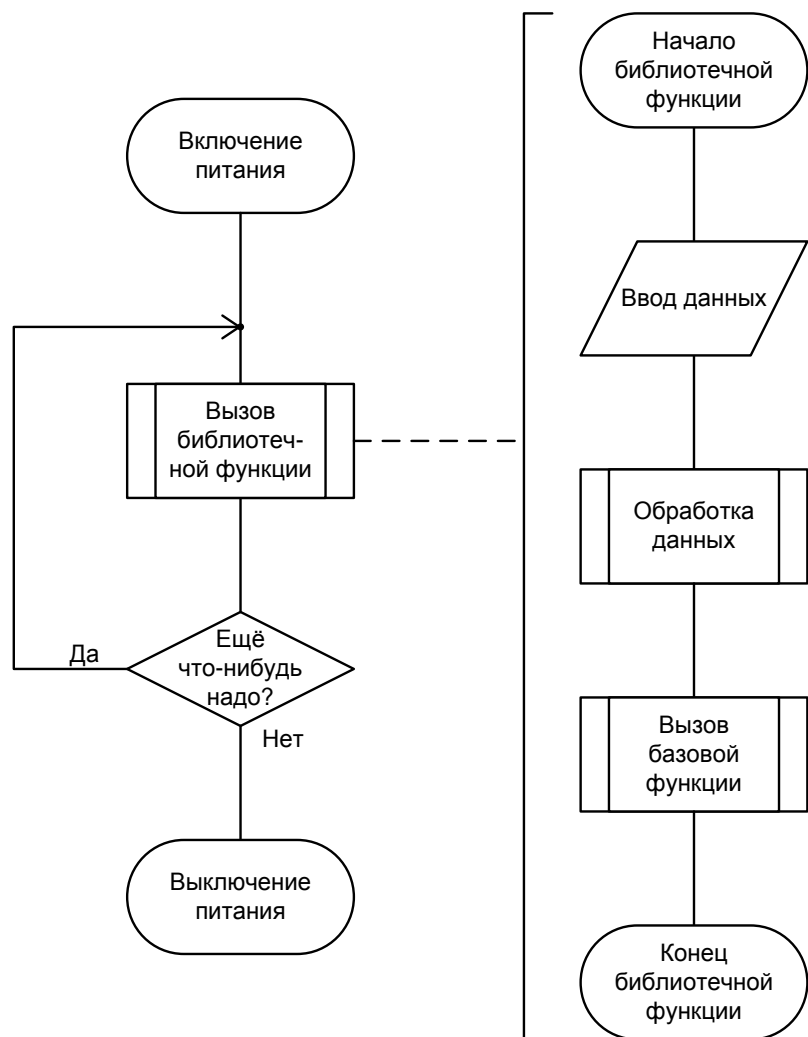 Включение
питания
Вызов
библиотеч-
ной функции
Ещё
что-нибудь
надо?
Да
Нет
Выключение
питания
Начало
библиотечной
функции
Ввод данных
Обработка
данных
Вызов
базовой
функции
Конец
библиотечной
функции